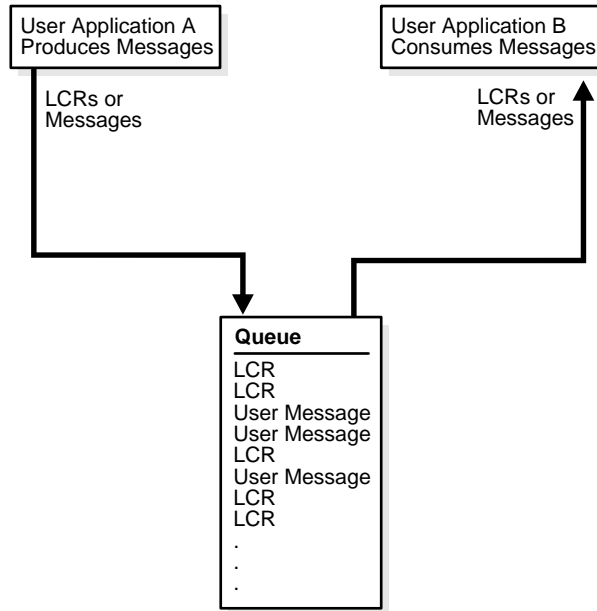 User Application A
Produces Messages
User Application B
Consumes Messages
LCRs or
Messages
LCRs or
Messages
Queue
LCR
LCR
User Message
User Message
LCR
User Message
LCR
LCR
.
.
.